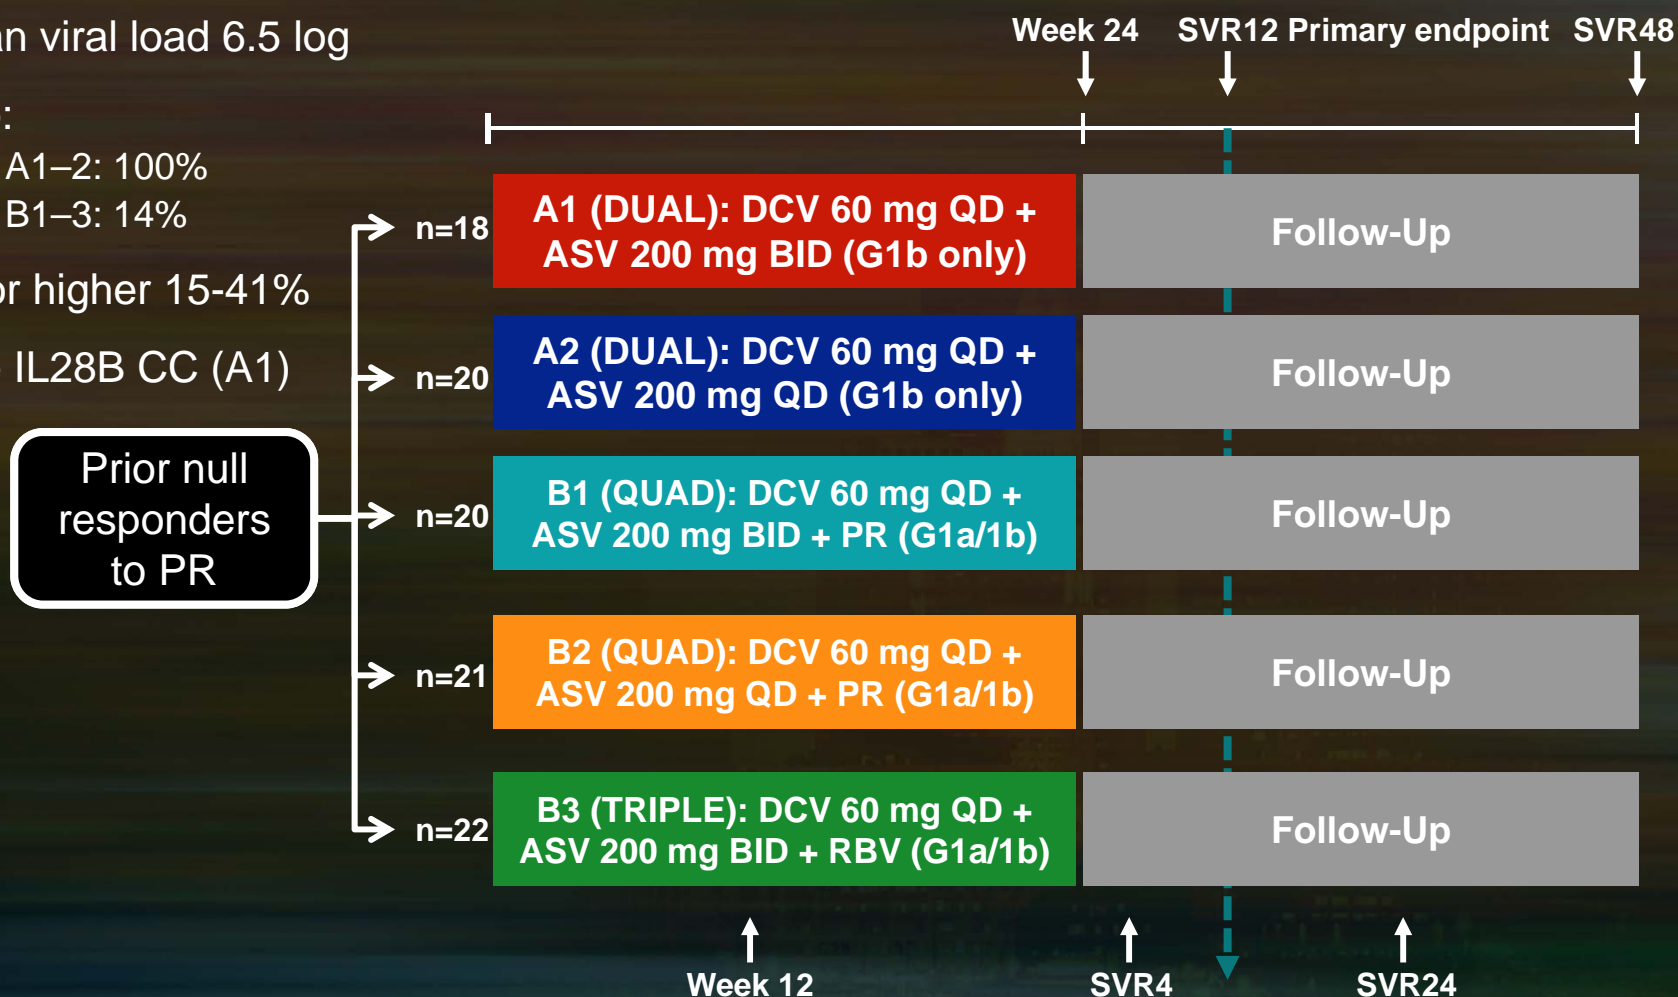 Week 24 SVR12 Primary endpoint SVR48
viral load 6.5 log
A1–2: 100%
B1–3: 14%
or higher 15-41%
IL28B CC (A1)
Prior null
responders
to PR
n=18
A1 (DUAL): DCV 60 mg QD +
ASV 200 mg BID (G1b only)
Follow-Up
n=20
A2 (DUAL): DCV 60 mg QD +
ASV 200 mg QD (G1b only)
Follow-Up
n=20
B1 (QUAD): DCV 60 mg QD +
ASV 200 mg BID + PR (G1a/1b)
Follow-Up
n=21
B2 (QUAD): DCV 60 mg QD +
ASV 200 mg QD + PR (G1a/1b)
Follow-Up
n=22
B3 (TRIPLE): DCV 60 mg QD +
ASV 200 mg BID + RBV (G1a/1b)
Follow-Up
Week 12 SVR4 SVR24